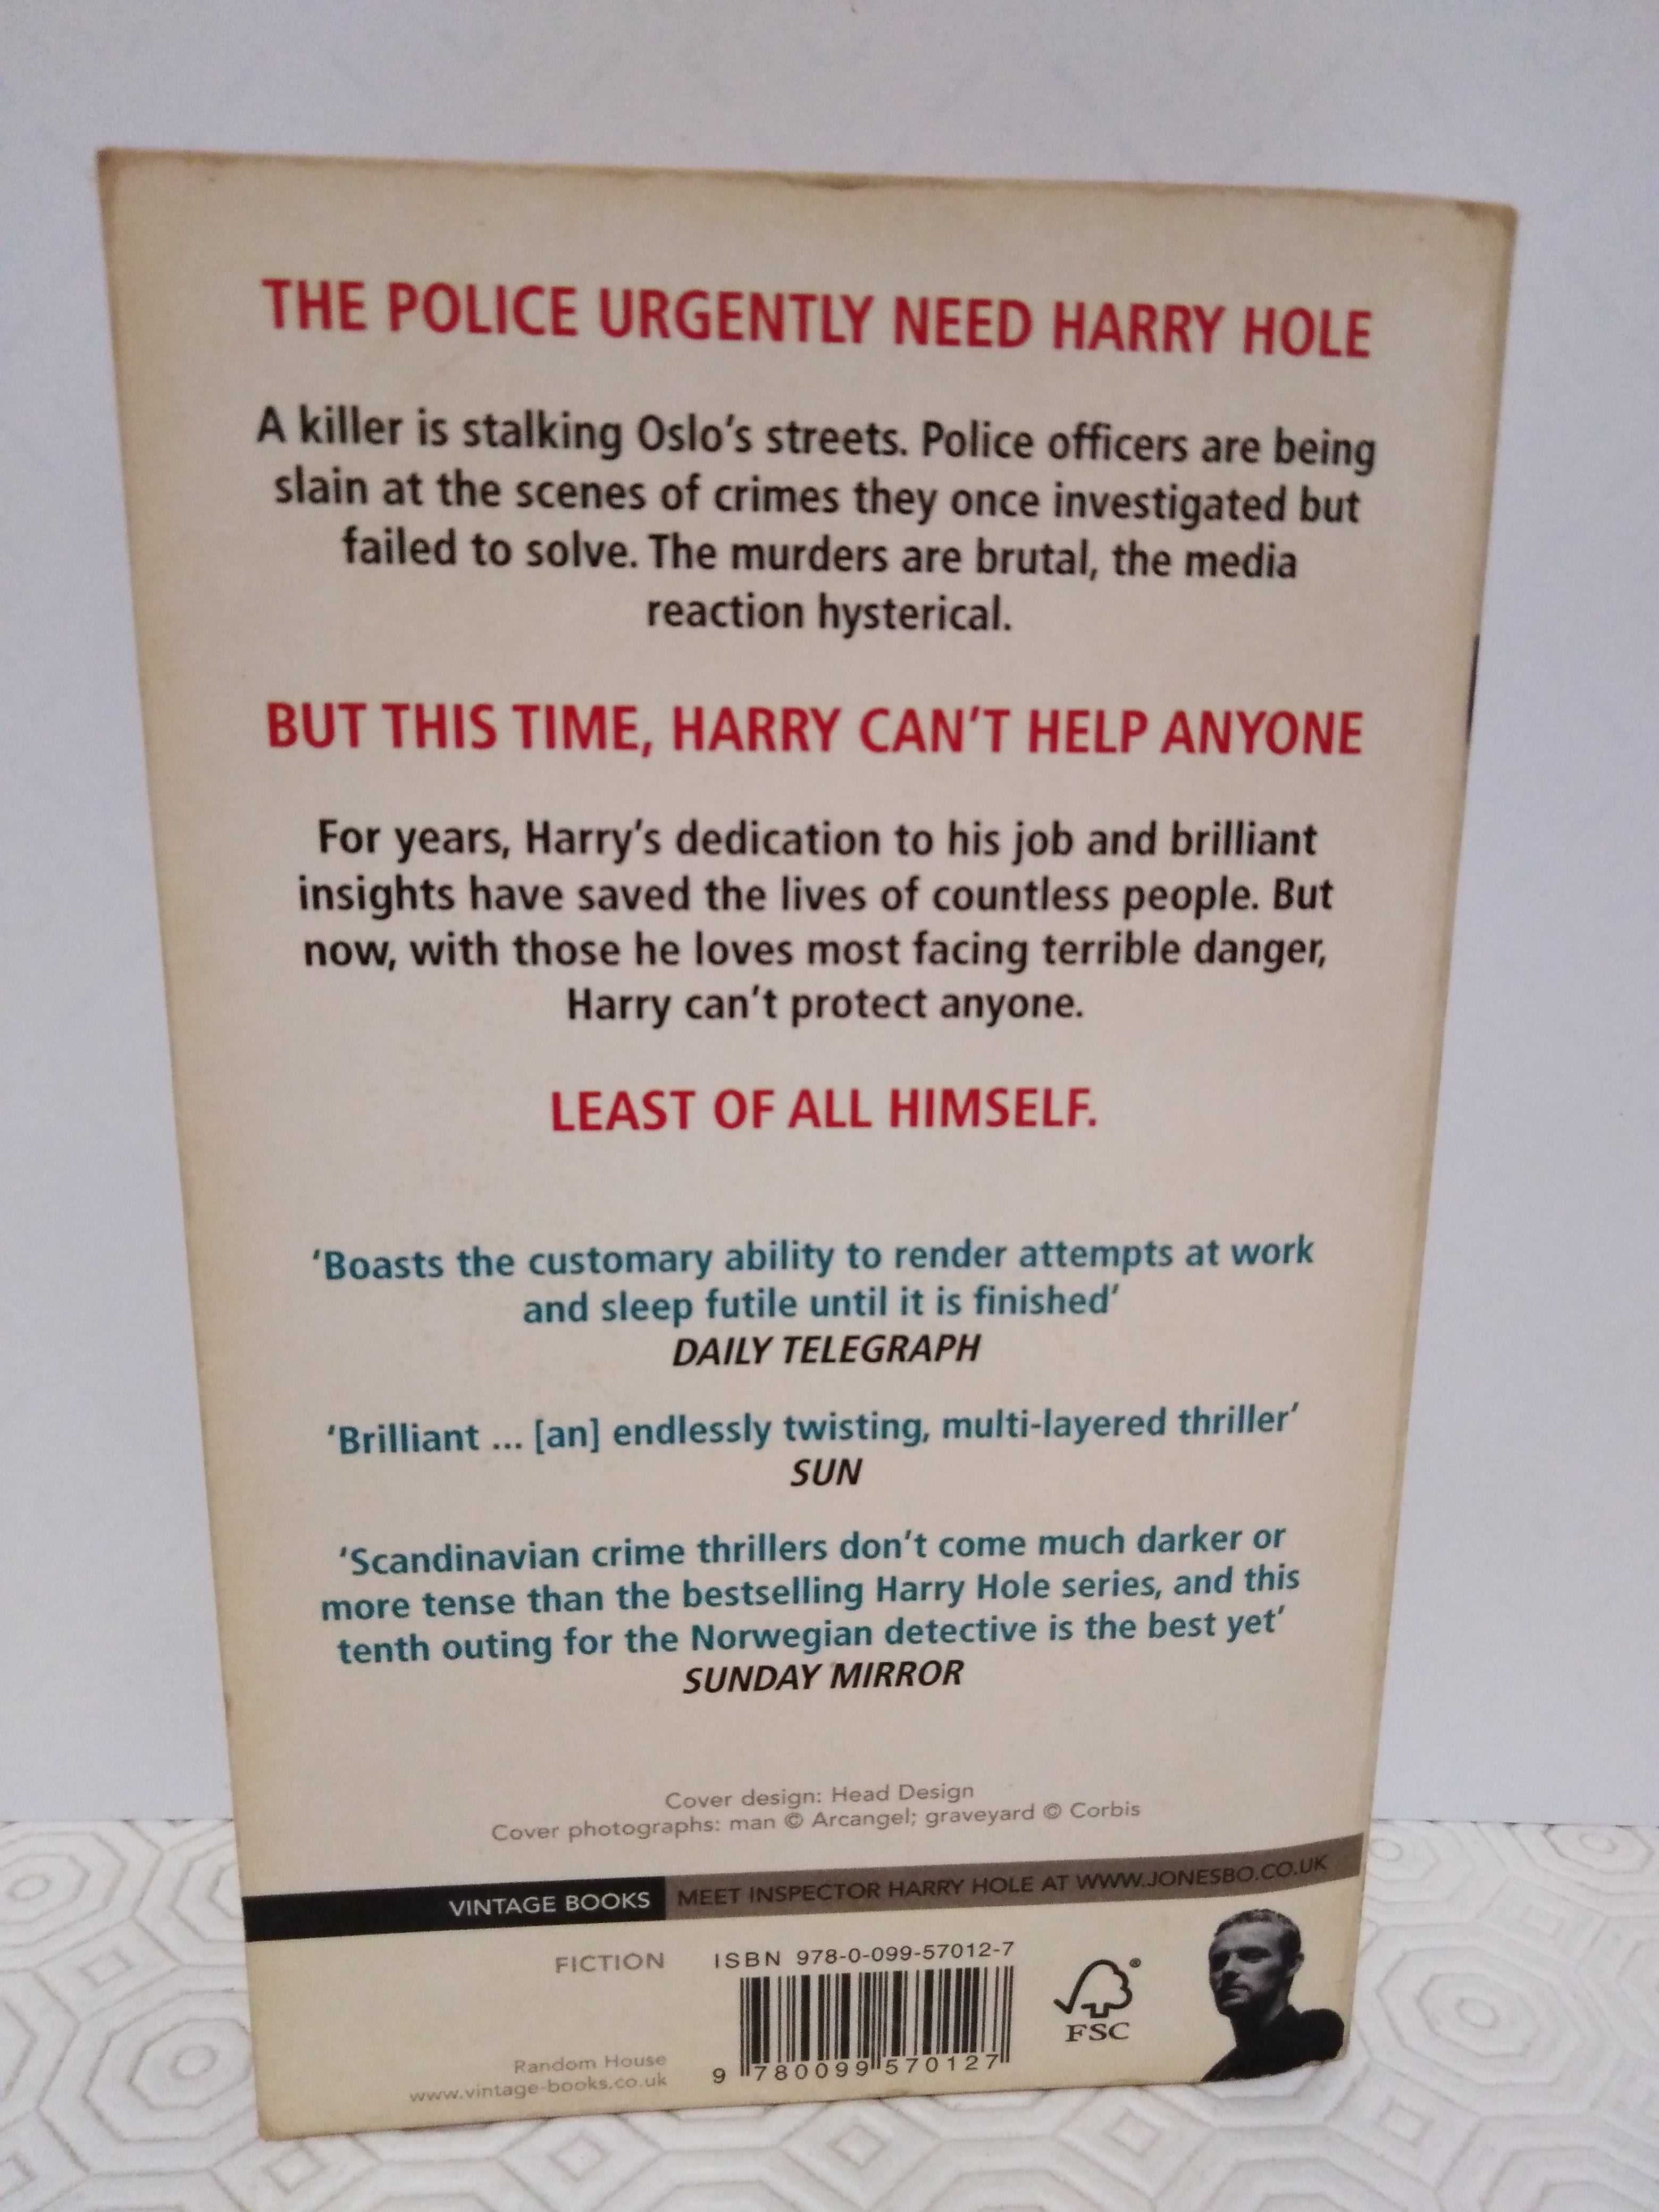 THE POLICE URGENTLY NEED HARRY HOLE
A killer is stalking Oslo's streets. Police officers are being
slain at the scenes of crimes they once investigated but
failed to solve. The murders are brutal, the media
reaction hysterical.
BUT THIS TIME, HARRY CAN'T HELP ANYONE
For years, Harry's dedication to his job and brilliant
insights have saved the lives of countless people. But
now, with those he loves most facing terrible danger,
Harry can't protect anyone.
LEAST OF ALL HIMSELF.
'Boasts the customary ability to render attempts at work
and sleep futile until it is finished'
DAILY TELEGRAPH
'Brilliant ... [an] endlessly twisting, multi-layered thriller'
SUN
'Scandinavian crime thrillers don't come much darker or
more tense than the bestselling Harry Hole series, and this
tenth outing for the Norwegian detective is the best yet'
SUNDAY MIRROR
Cover design: Head Design
Cover photographs: man © Arcangel; graveyard © Corbis
VINTAGE BOOKS MEET INSPECTOR HARRY HOLE AT WWW.JONESBO.CO.UK
FICTION
ISBN 978-0-099-57012-7
9 780099 570127
® FSC
Random House
www.vintage-books.co.uk